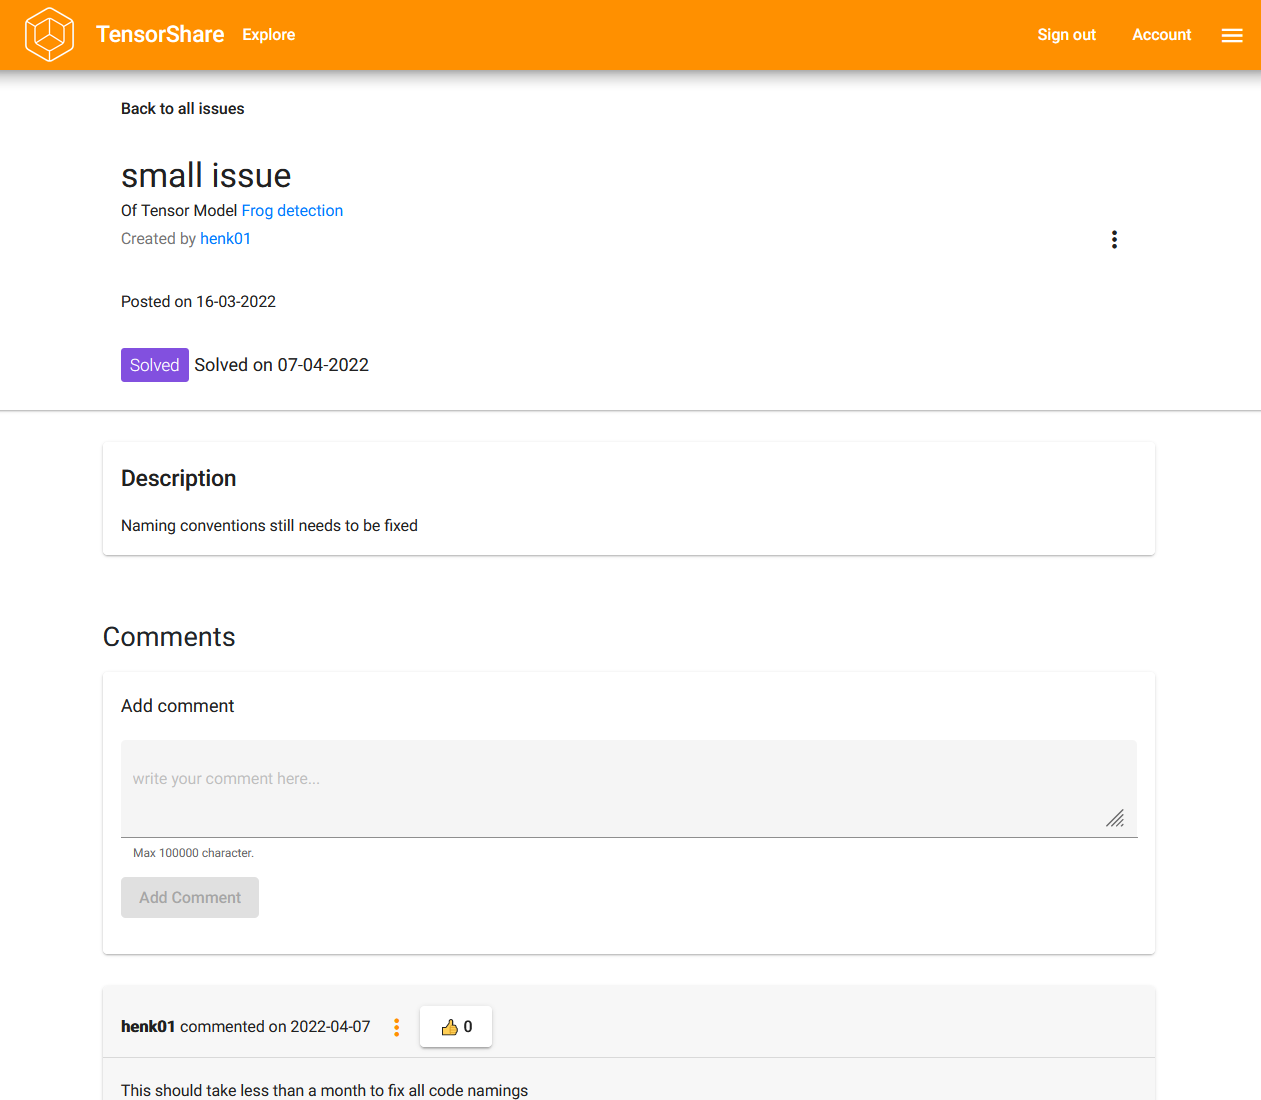 TensorShare Explore Sign out Account
Back to all issues
small issue
Of Tensor Model Frog detection
Created by henk01
Posted on 16-03-2022
Solved Solved on 07-04-2022
Description
Naming conventions still needs to be fixed
Comments
Add comment
write your comment here...
Max 100000 character.
Add Comment
henk01 commented on 2022-04-07 👍 0
This should take less than a month to fix all code namings